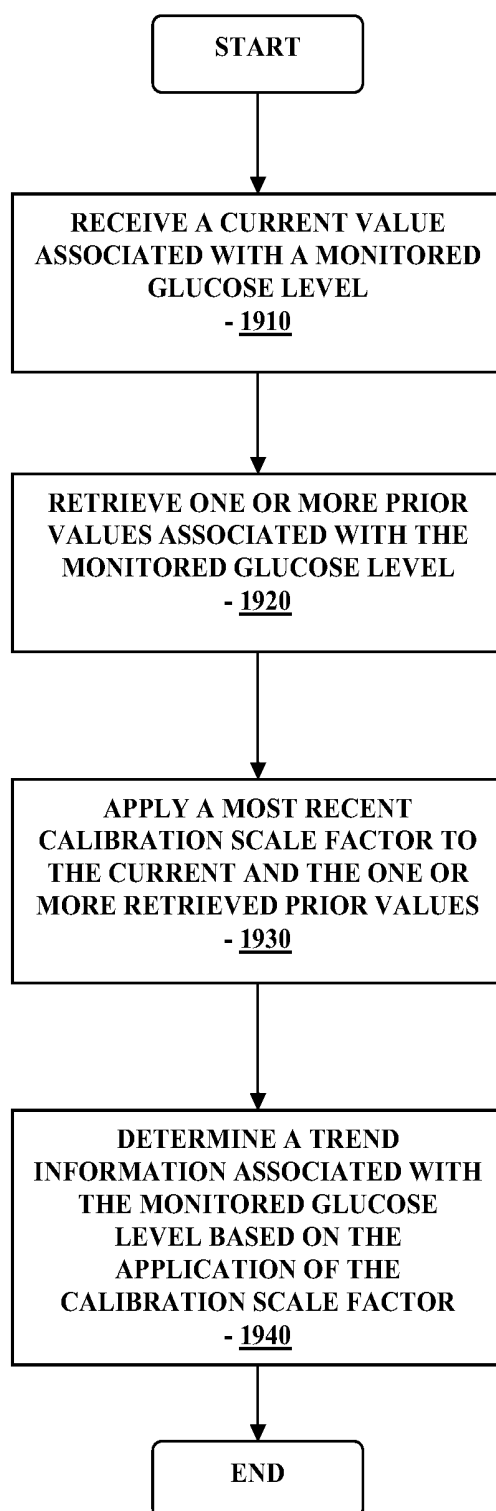 START
RECEIVE A CURRENT VALUE
ASSOCIATED WITH A MONITORED
GLUCOSE LEVEL
- 1910
RETRIEVE ONE OR MORE PRIOR
VALUES ASSOCIATED WITH THE
MONITORED GLUCOSE LEVEL
- 1920
APPLY A MOST RECENT
CALIBRATION SCALE FACTOR TO
THE CURRENT AND THE ONE OR
MORE RETRIEVED PRIOR VALUES
- 1930
DETERMINE A TREND
INFORMATION ASSOCIATED WITH
THE MONITORED GLUCOSE
LEVEL BASED ON THE
APPLICATION OF THE
CALIBRATION SCALE FACTOR
- 1940
END